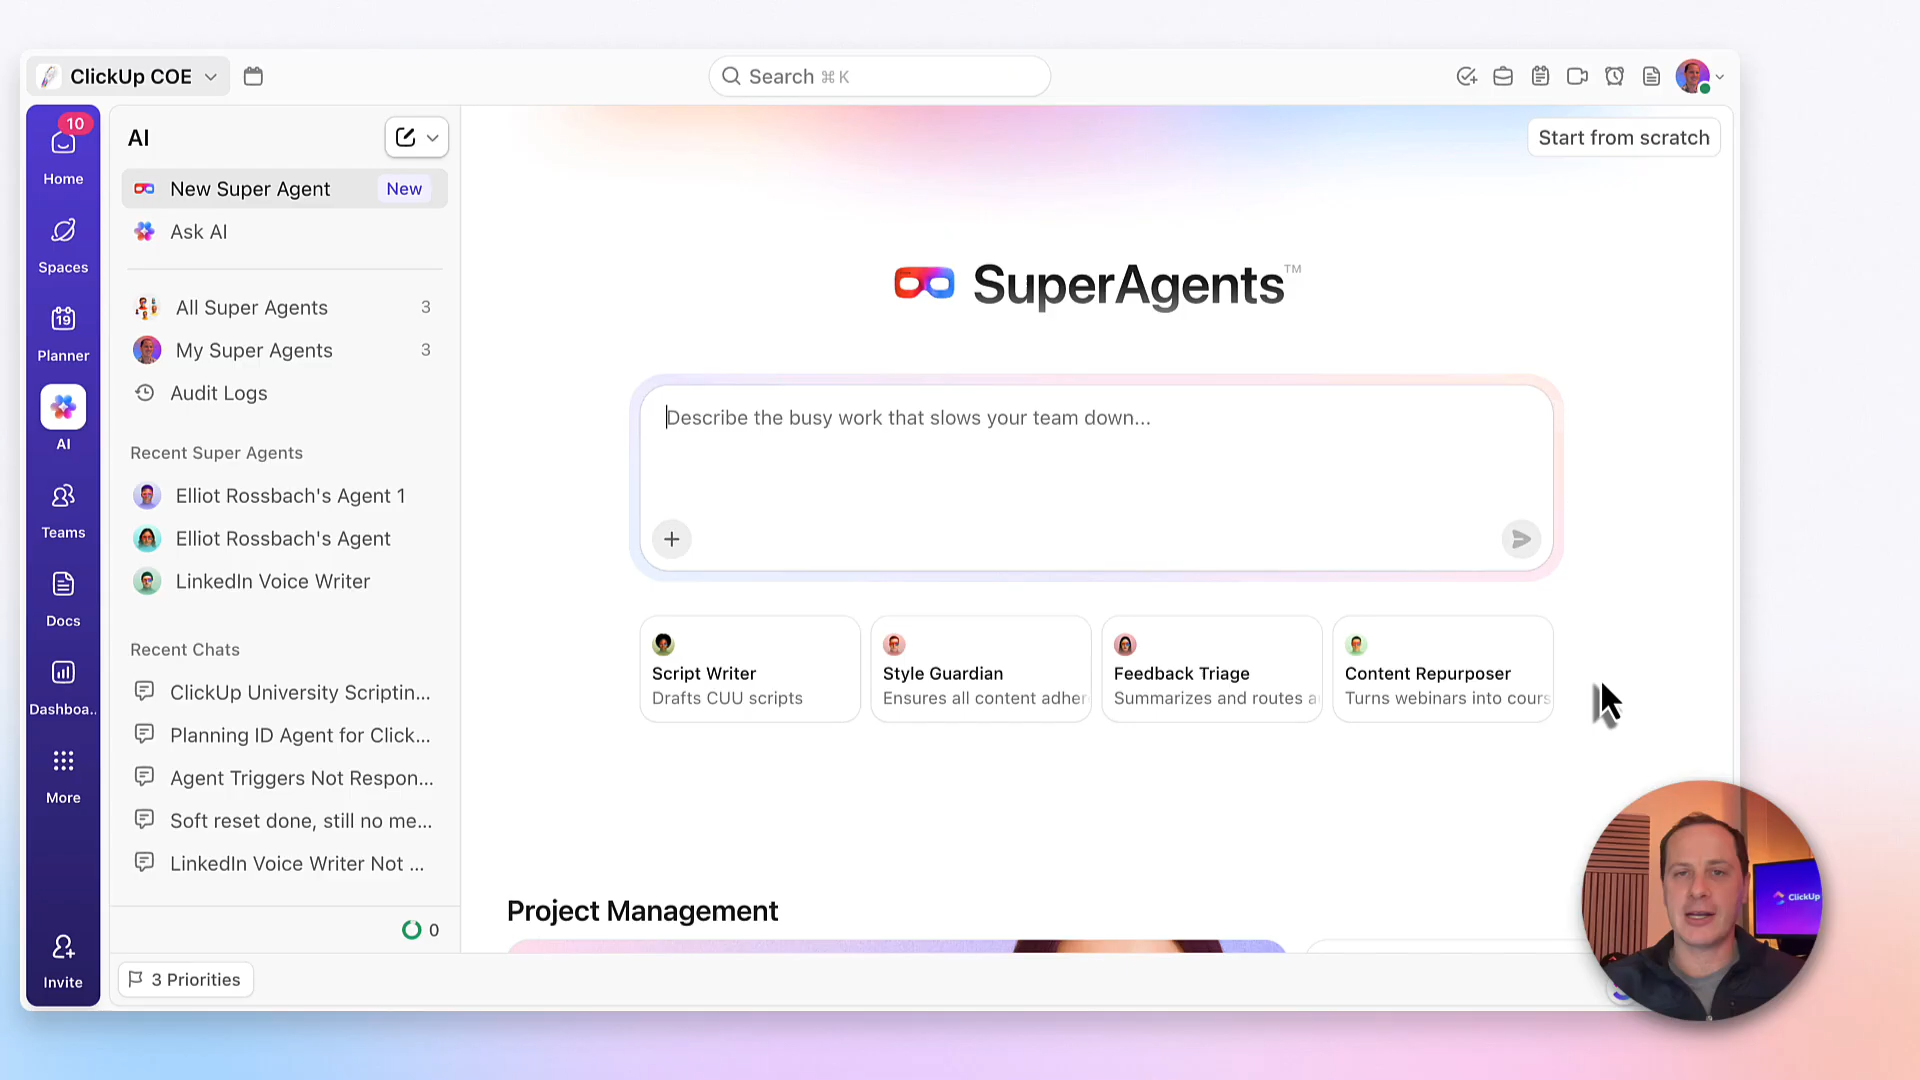 ClickUp COE
Search ⌘ K
10
Home
Spaces
19
Planner
AI
Teams
Docs
Dashboa..
More
Invite
AI
New Super Agent New
Ask AI
All Super Agents 3
My Super Agents 3
Audit Logs
Recent Super Agents
Elliot Rossbach's Agent 1
Elliot Rossbach's Agent
LinkedIn Voice Writer
Recent Chats
ClickUp University Scriptin...
Planning ID Agent for Click...
Agent Triggers Not Respon...
Soft reset done, still no me...
LinkedIn Voice Writer Not ...
0
3 Priorities
Start from scratch
SuperAgents™
Describe the busy work that slows your team down...
Script Writer
Drafts CUU scripts
Style Guardian
Ensures all content adher
Feedback Triage
Summarizes and routes a
Content Repurposer
Turns webinars into cours
Project Management
ClickUp